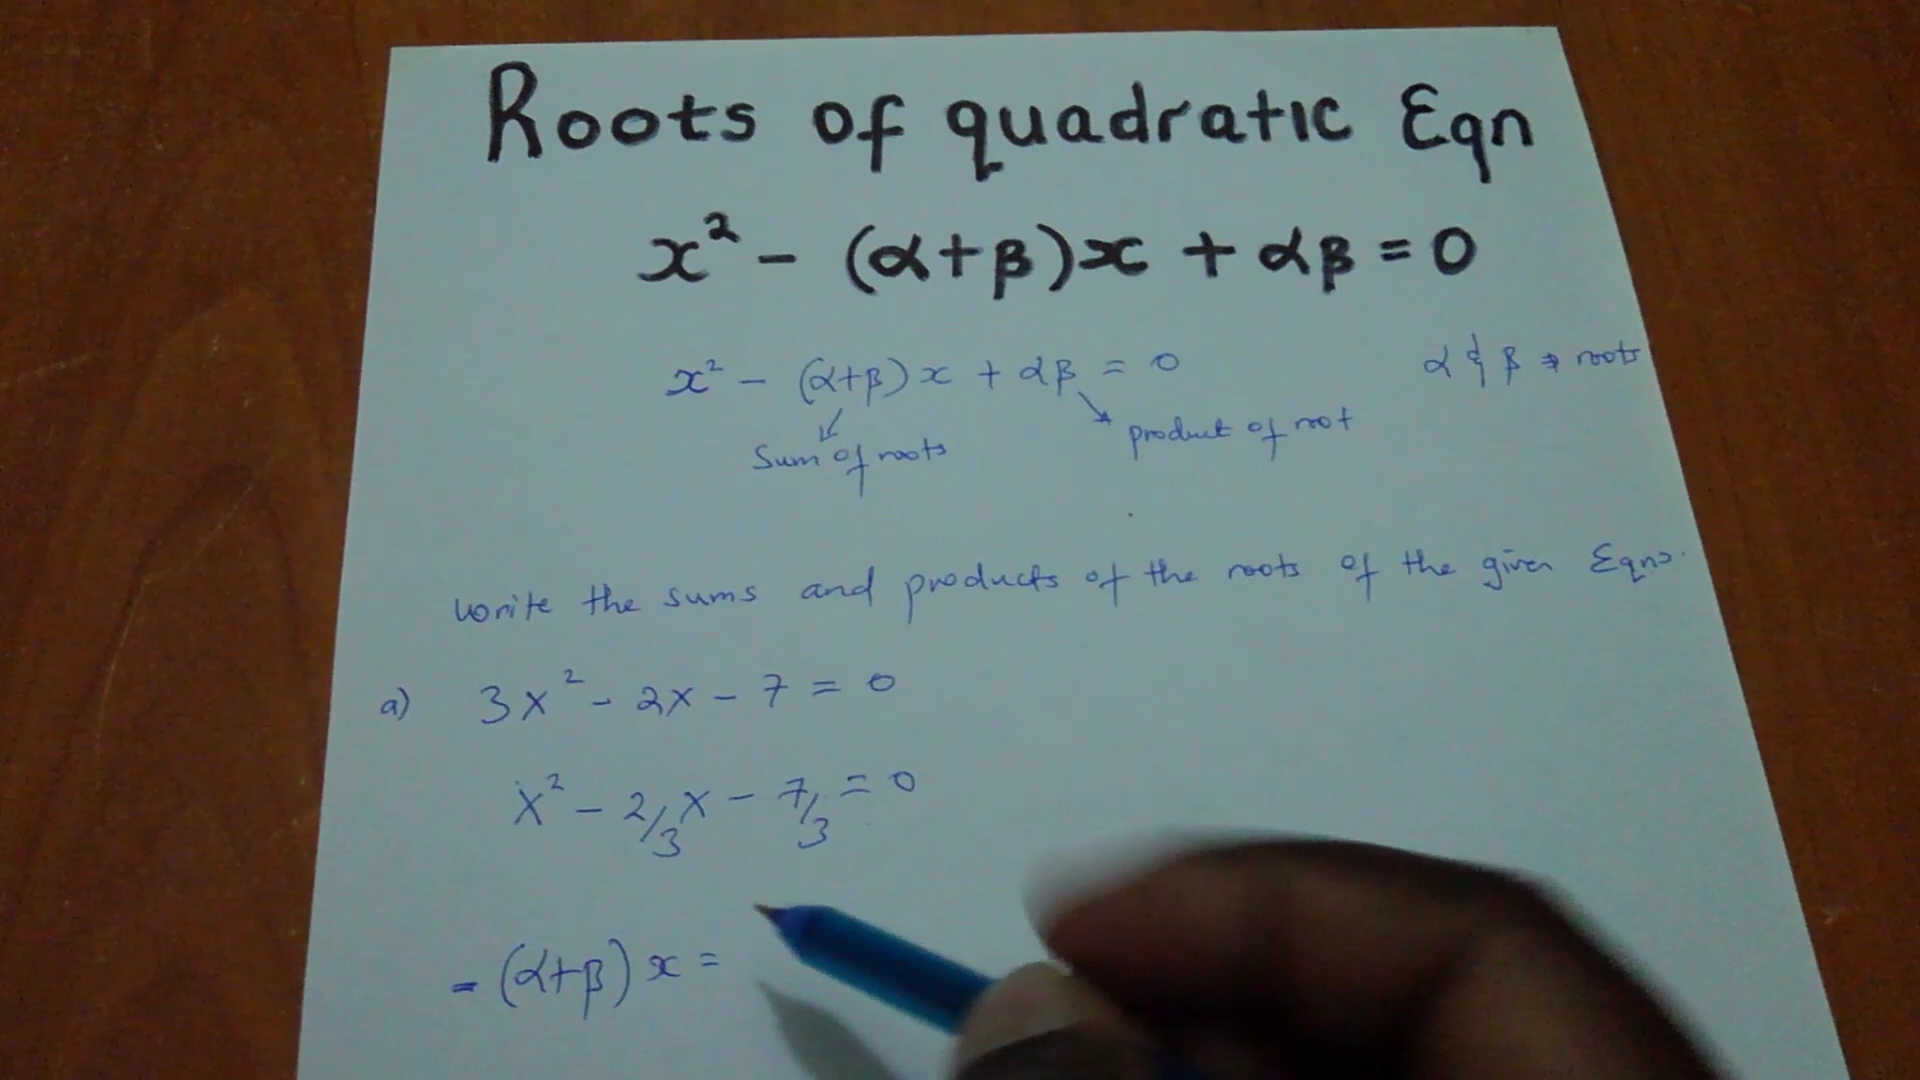 Roots of quadratic Eqn
x² - (α+β)x + αβ = 0
x² - (α+β)x + αβ = 0 α & β → roots
Sum of roots product of root
Write the sums and products of the roots of the given Eqns.
a) 3x² - 2x - 7 = 0
x² - 2/3x - 7/3 = 0
- (α+β)x =